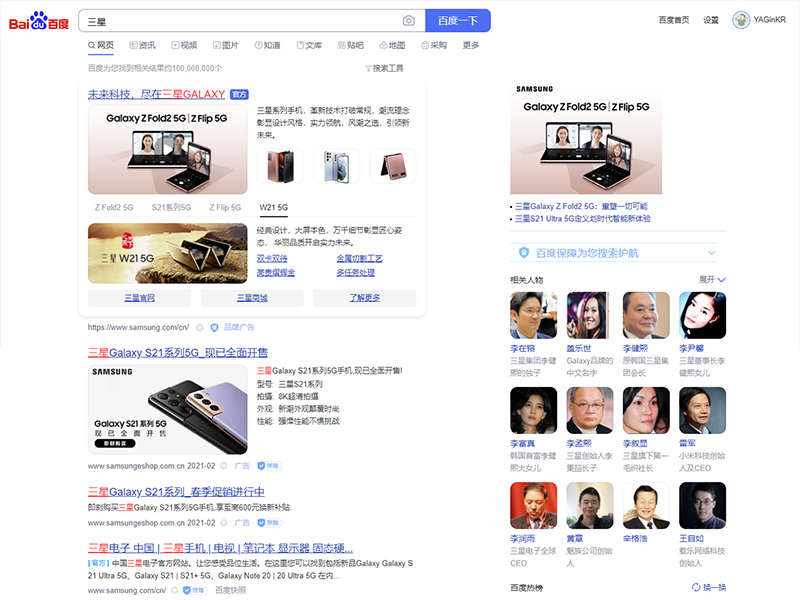 Bai du 百度
三星
百度一下
百度首页 设置 YAGinKR
网页 资讯 视频 图片 知道 文库 贴吧 地图 采购 更多
百度为您找到相关结果约100,000,000个
搜索工具
未来科技，尽在三星GALAXY 官方
Galaxy Z Fold2 5G | Z Flip 5G
三星系列手机，革新技术打破常规，潮流理念
彰显设计风格，实力领航，风潮之选，引领新
未来。
Z Fold2 5G S21系列5G Z Flip 5G W21 5G
三星 W21 5G
经典设计，大屏本色，万千细节彰显匠心姿
态， 华丽品质开启实力未来。
双卡双待 金属切割工艺
高贵熠辉金 多任务处理
三星官网 三星商城 了解更多
https://www.samsung.com/cn/ 品牌广告
三星Galaxy S21系列5G_现已全面开售
SAMSUNG
Galaxy S21 系列 5G
现已全面开售
即刻购买
三星Galaxy S21系列5G手机,现已全面开售!
型号: 三星S21系列
拍摄: 8K超清拍摄
外观: 新潮外观颠覆时尚
性能: 强悍性能不惧挑战
www.samsungeshop.com.cn 2021-02 广告 保障
三星Galaxy S21系列_春季促销进行中
即刻购买三星Galaxy S21系列5G手机,享至高600元换新补贴.
www.samsungeshop.com.cn 2021-02 广告 保障
三星电子 中国 | 三星手机 | 电视 | 笔记本 显示器 固态硬...
【官方】中国三星电子官方网站，让您感受品位生活。在这里您可以找到包括新品Galaxy Galaxy S
21 Ultra 5G、Galaxy S21 | S21+ 5G、Galaxy Note 20 | 20 Ultra 5G 在内...
www.samsung.com/cn/ 保障 百度快照
SAMSUNG
Galaxy Z Fold2 5G | Z Flip 5G
三星Galaxy Z Fold2 5G：重塑一切可能
三星S21 Ultra 5G定义划时代智能新体验
百度保障为您搜索护航
相关人物 展开
李在镕 盖乐世 李健熙 李尹馨
三星集团李健熙的独子 Galaxy品牌的中文名字 原韩国三星集团会长 三星董事长李健熙女儿
李富真 李孟熙 李叙显 雷军
韩国首富李健熙大女儿 三星创始人李秉喆长子 三星旗下第一毛织社长 小米科技创始人及CEO
李润雨 黄章 辛格浩 王自如
三星电子全球CEO 魅族公司创始人 载乐网络科技创始人
百度热榜 换一换